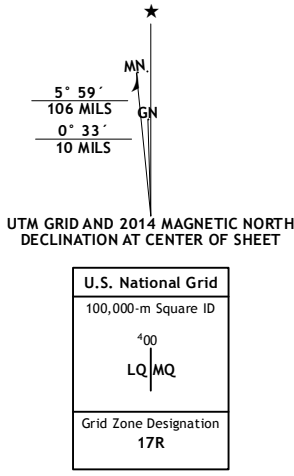 ★
MN
GN
5° 59´
106 MILS
0° 33´
10 MILS
UTM GRID AND 2014 MAGNETIC NORTH
DECLINATION AT CENTER OF SHEET
U.S. National Grid
100,000-m Square ID
⁴00
LQ MQ
Grid Zone Designation
17R